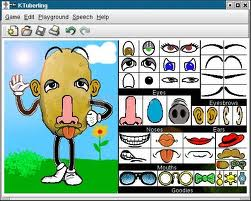 KTuberling
Game Edit Playground Speech Help
Eyes
Eyebrows
Noses
Ears
Mouths
Goodies